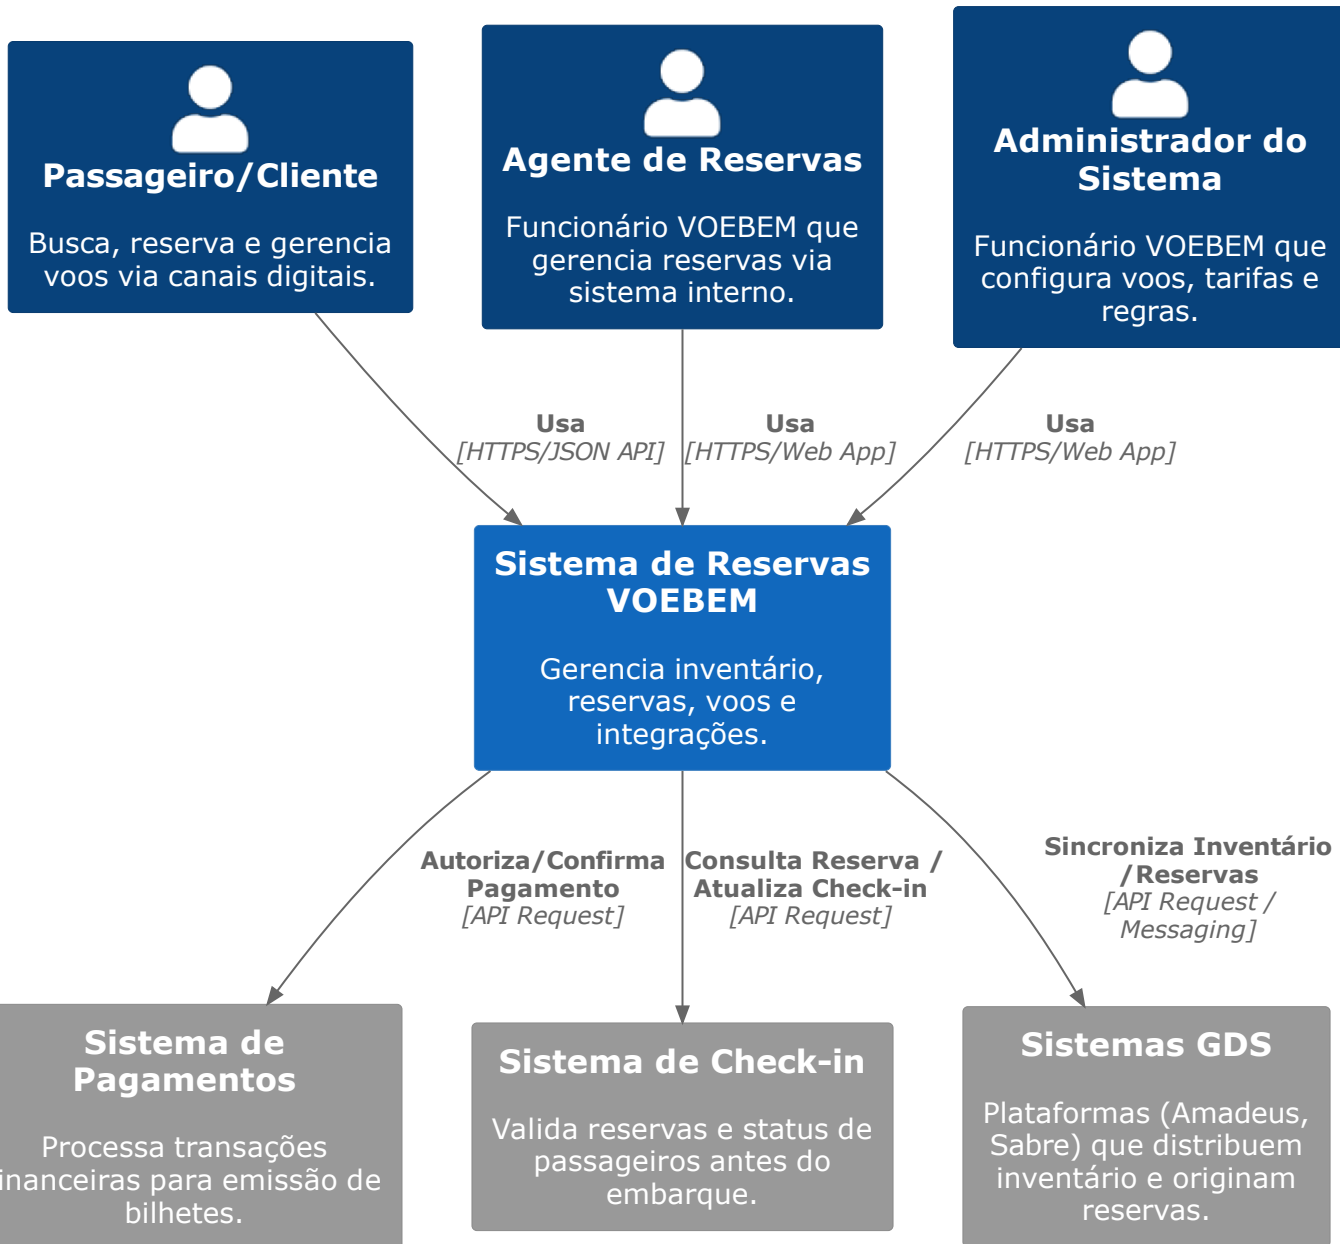 Passageiro/Cliente
Busca, reserva e gerencia
voos via canais digitais.
Agente de Reservas
Funcionário VOEBEM que
gerencia reservas via
sistema interno.
Administrador do
Sistema
Funcionário VOEBEM que
configura voos, tarifas e
regras.
Usa
[HTTPS/JSON API]
Usa
[HTTPS/Web App]
Usa
[HTTPS/Web App]
Sistema de Reservas
VOEBEM
Gerencia inventário,
reservas, voos e
integrações.
Autoriza/Confirma
Pagamento
[API Request]
Consulta Reserva /
Atualiza Check-in
[API Request]
Sincroniza Inventário
/Reservas
[API Request /
Messaging]
Sistema de
Pagamentos
Processa transações
inanceiras para emissão de
bilhetes.
Sistema de Check-in
Valida reservas e status de
passageiros antes do
embarque.
Sistemas GDS
Plataformas (Amadeus,
Sabre) que distribuem
inventário e originam
reservas.